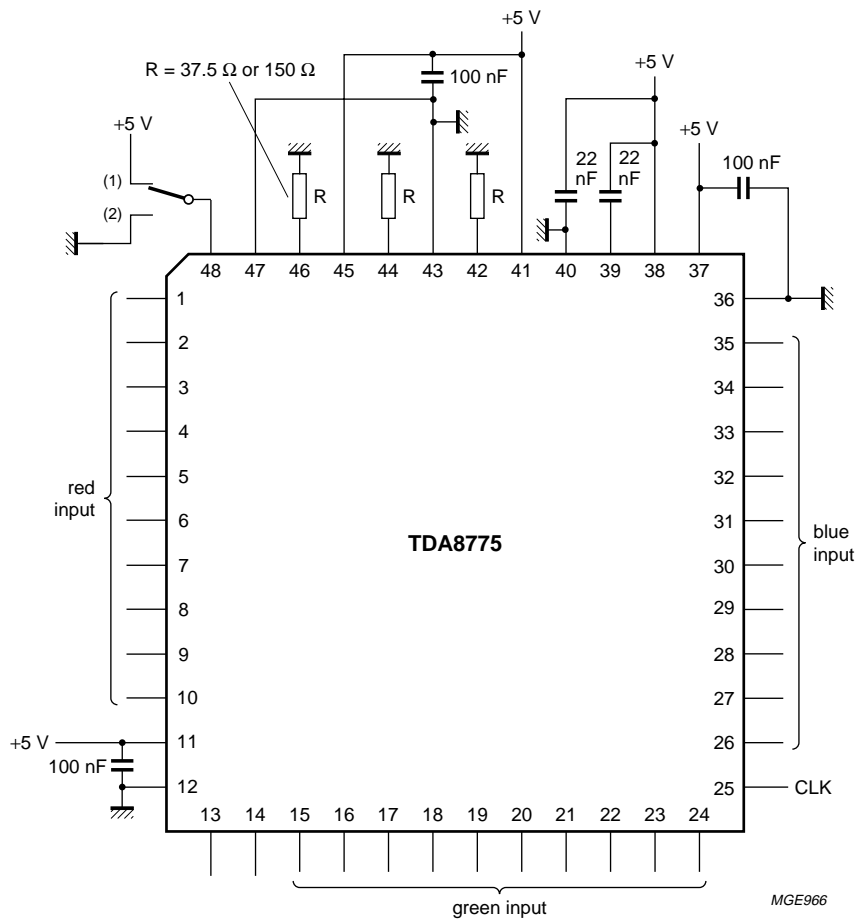 +5 V
R = 37.5 Ω or 150 Ω
100 nF
+5 V
+5 V
+5 V
22 nF
22 nF
100 nF
(1)
(2)
R
R
R
48 47 46 45 44 43 42 41 40 39 38 37
1
2
3
4
5
6
7
8
9
10
11
12
red
input
TDA8775
36
35
34
33
32
31
30
29
28
27
26
25
blue
input
+5 V
100 nF
CLK
13 14 15 16 17 18 19 20 21 22 23 24
green input
MGE966